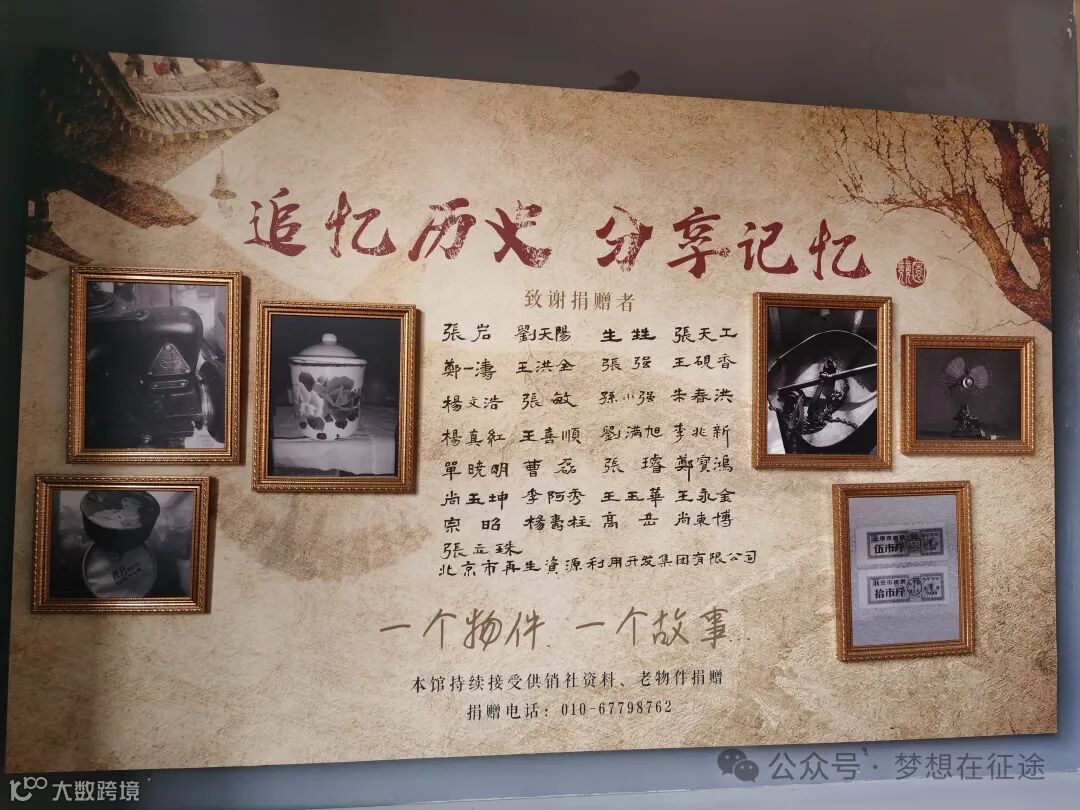 追忆历史 分享记忆
致谢捐赠者
張岩 劉天陽 生甡 張天工
鄭一濤 王洪全 張强 王硯香
楊文浩 張敏 孫小强 朱春洪
楊真紅 王喜順 劉滿旭 李兆新
單曉明 曹磊 張璿 鄭寶鴻
尚玉坤 李阿秀 王玉華 王永金
宗昭 楊壽柱 高岳 尚東博
張立珠
北京市再生資源利用开发集团有限公司
一个物件 一个故事
本馆持续接受供销社资料、老物件捐赠
捐赠电话：010-67798762
伍市斤
拾市斤
大数跨境
公众号 · 梦想在征途